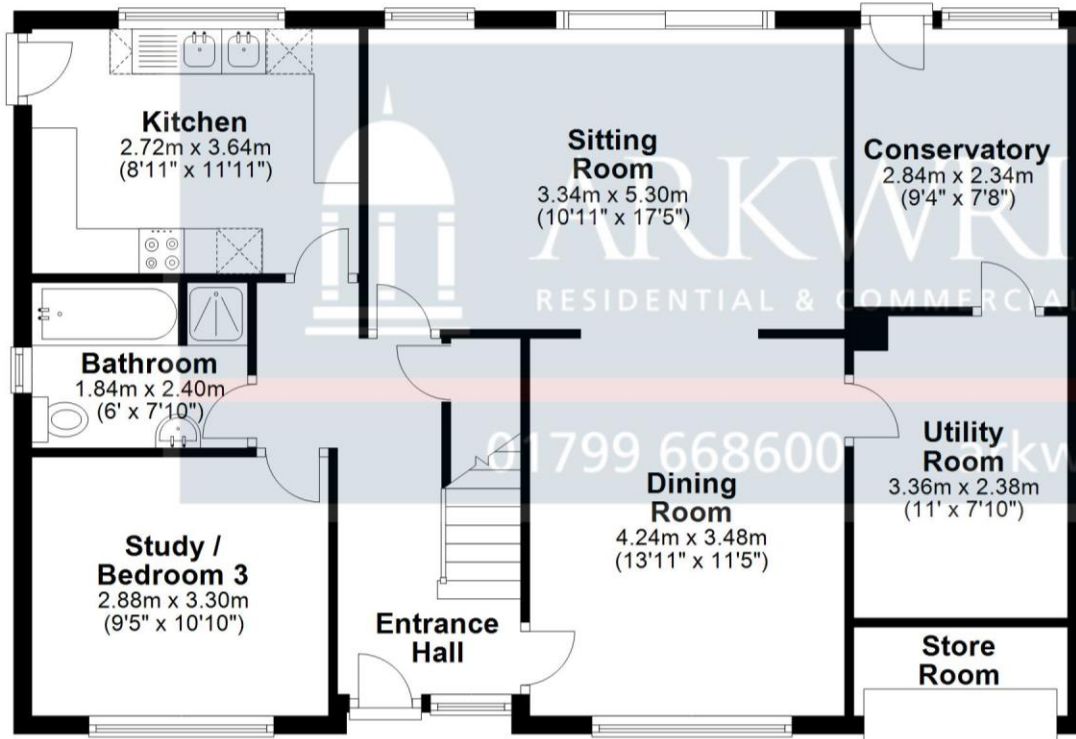 Kitchen
2.72m x 3.64m
(8'11" x 11'11")
Sitting
Room
3.34m x 5.30m
(10'11" x 17'5")
Conservatory
2.84m x 2.34m
(9'4" x 7'8")
ARKWRI
RESIDENTIAL & COMMERCIA
Bathroom
1.84m x 2.40m
(6' x 7'10")
01799 668600
arkw
Utility
Room
3.36m x 2.38m
(11' x 7'10")
Dining
Room
4.24m x 3.48m
(13'11" x 11'5")
Study /
Bedroom 3
2.88m x 3.30m
(9'5" x 10'10")
Entrance
Hall
Store
Room